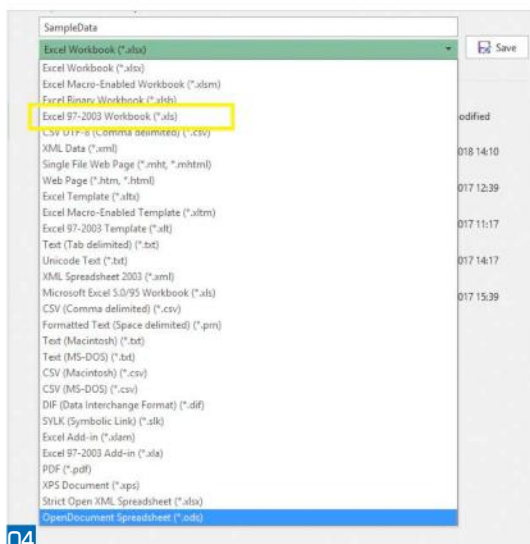 SampleData
Excel Workbook (*.xlsx)
Save
Excel Workbook (*.xlsx)
Excel Macro-Enabled Workbook (*.xlsm)
Excel Binary Workbook (*.xlsb)
odified
Excel 97-2003 Workbook (*.xls)
CSV UTF-8 (Comma delimited) (*.csv)
XML Data (*.xml)
018 14:10
Single File Web Page (*.mht, *.mhtml)
Web Page (*.htm, *.html)
017 12:39
Excel Template (*.xltx)
Excel Macro-Enabled Template (*.xltm)
Excel 97-2003 Template (*.xlt)
017 11:17
Text (Tab delimited) (*.txt)
Unicode Text (*.txt)
017 14:17
XML Spreadsheet 2003 (*.xml)
Microsoft Excel 5.0/95 Workbook (*.xls)
017 15:39
CSV (Comma delimited) (*.csv)
Formatted Text (Space delimited) (*.prn)
Text (Macintosh) (*.txt)
Text (MS-DOS) (*.txt)
CSV (Macintosh) (*.csv)
CSV (MS-DOS) (*.csv)
DIF (Data Interchange Format) (*.dif)
SYLK (Symbolic Link) (*.slk)
Excel Add-in (*.xlam)
Excel 97-2003 Add-in (*.xla)
PDF (*.pdf)
XPS Document (*.xps)
Strict Open XML Spreadsheet (*.xlsx)
OpenDocument Spreadsheet (*.ods)
04